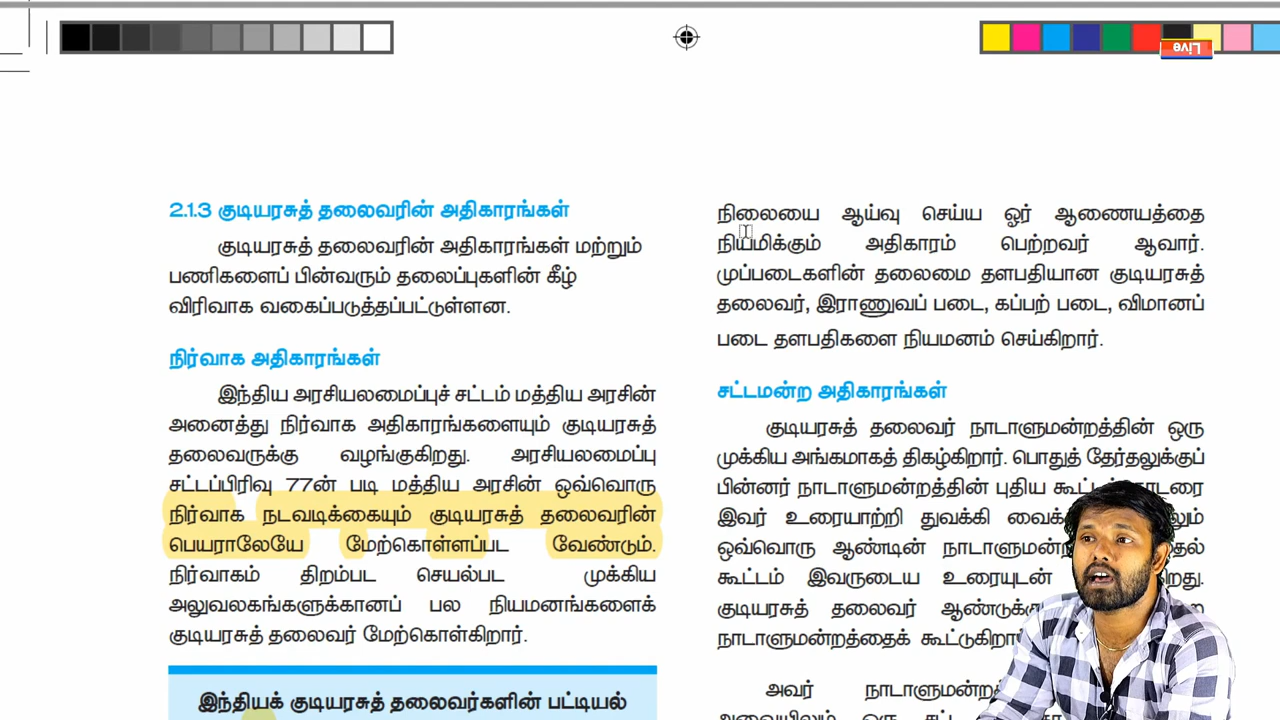 Live
2.1.3 குடியரசுத் தலைவரின் அதிகாரங்கள்
குடியரசுத் தலைவரின் அதிகாரங்கள் மற்றும்
பணிகளைப் பின்வரும் தலைப்புகளின் கீழ்
விரிவாக வகைப்படுத்தப்பட்டுள்ளன.
நிர்வாக அதிகாரங்கள்
இந்திய அரசியலமைப்புச் சட்டம் மத்திய அரசின்
அனைத்து நிர்வாக அதிகாரங்களையும் குடியரசுத்
தலைவருக்கு வழங்குகிறது. அரசியலமைப்பு
சட்டப்பிரிவு 77ன் படி மத்திய அரசின் ஒவ்வொரு
நிர்வாக நடவடிக்கையும் குடியரசுத் தலைவரின்
பெயராலேயே மேற்கொள்ளப்பட வேண்டும்.
நிர்வாகம் திறம்பட செயல்பட முக்கிய
அலுவலகங்களுக்கானப் பல நியமனங்களைக்
குடியரசுத் தலைவர் மேற்கொள்கிறார்.
இந்தியக் குடியரசுத் தலைவர்களின் பட்டியல்
நிலையை ஆய்வு செய்ய ஓர் ஆணையத்தை
நியமிக்கும் அதிகாரம் பெற்றவர் ஆவார்.
முப்படைகளின் தலைமை தளபதியான குடியரசுத்
தலைவர், இராணுவப் படை, கப்பற் படை, விமானப்
படை தளபதிகளை நியமனம் செய்கிறார்.
சட்டமன்ற அதிகாரங்கள்
குடியரசுத் தலைவர் நாடாளுமன்றத்தின் ஒரு
முக்கிய அங்கமாகத் திகழ்கிறார். பொதுத் தேர்தலுக்குப்
பின்னர் நாடாளுமன்றத்தின் புதிய
இவர் உரையாற்றி துவக்கி
ஒவ்வொரு ஆண்டின்
கூட்டம் இவருடைய உரையுடன்
குடியரசுத் தலைவர்
நாடாளுமன்றத்தைக்
அவர்
ஒரு